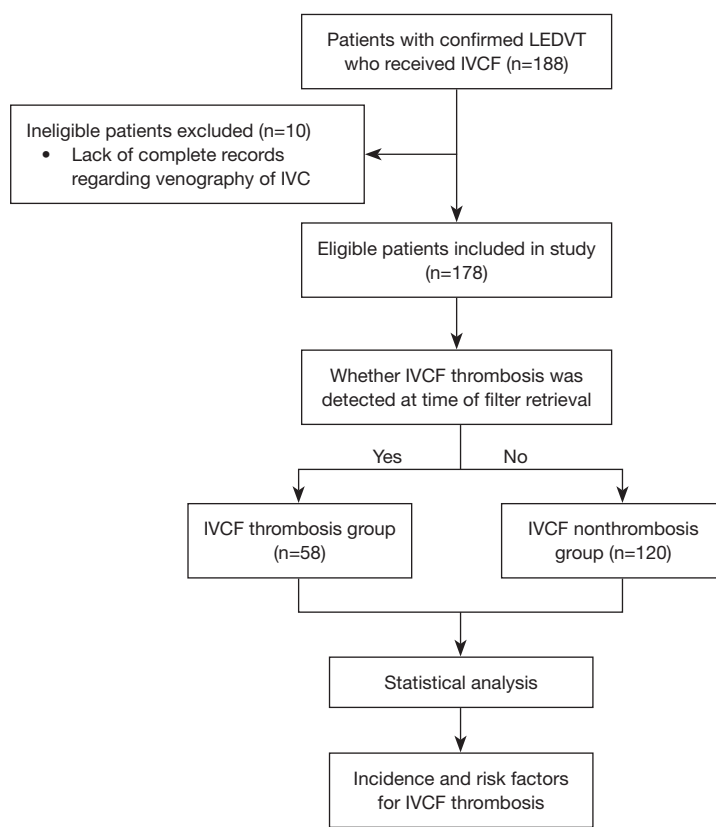 Patients with confirmed LEDVT
who received IVCF (n=188)
Ineligible patients excluded (n=10)
• Lack of complete records
regarding venography of IVC
Eligible patients included in study
(n=178)
Whether IVCF thrombosis was
detected at time of filter retrieval
Yes
No
IVCF thrombosis group
(n=58)
IVCF nonthrombosis
group (n=120)
Statistical analysis
Incidence and risk factors
for IVCF thrombosis